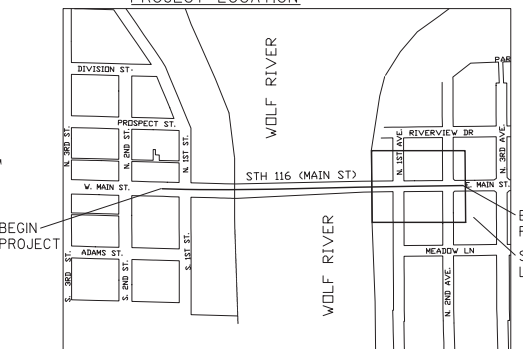 PROJECT LOCATION
WOLF RIVER
DIVISION ST.
PROSPECT ST.
N. 3RD ST.
N. 2ND ST.
N. 1ST ST.
N. 1ST AVE.
RIVERVIEW DR
N. 3RD AVE.
STH 116 (MAIN ST)
W. MAIN ST.
E. MAIN ST.
BEGIN
PROJECT
WOLF RIVER
ADAMS ST.
S. 3RD ST.
S. 2ND ST.
S. 1ST ST.
MEADOW LN
N. 2ND AVE.